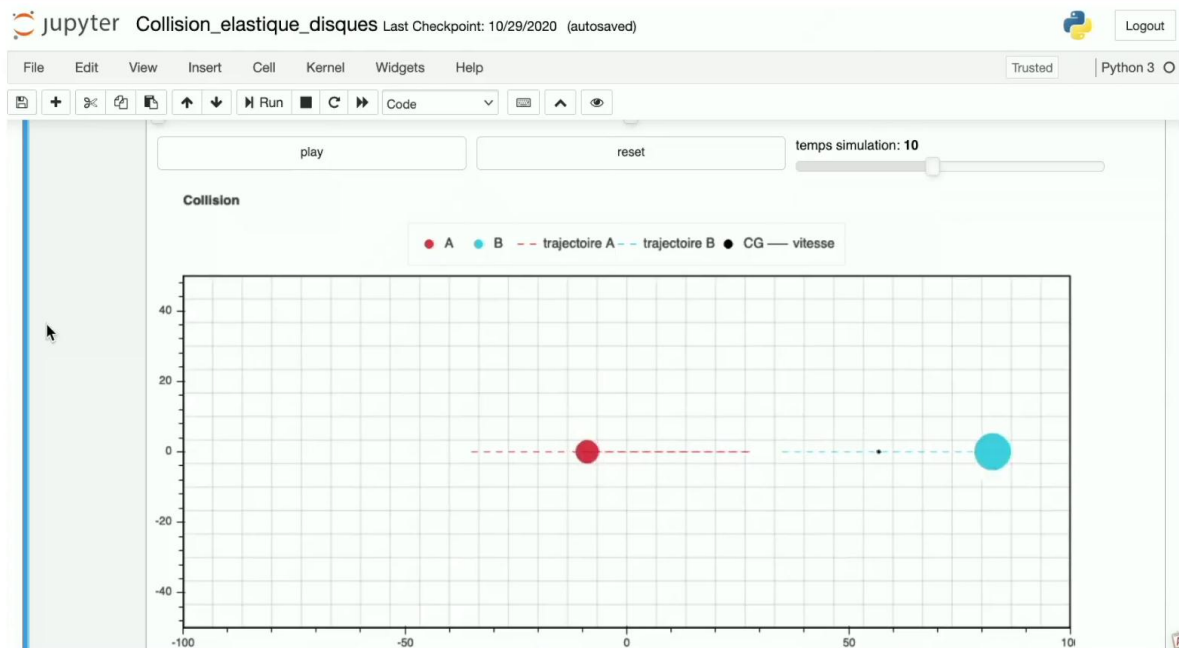 jupyter Collision_elastique_disques Last Checkpoint: 10/29/2020 (autosaved) Logout
File Edit View Insert Cell Kernel Widgets Help Trusted Python 3
Run Code
play reset temps simulation: 10
Collision
A B trajectoire A trajectoire B CG vitesse
40
20
0
-20
-40
-100 -50 0 50 10